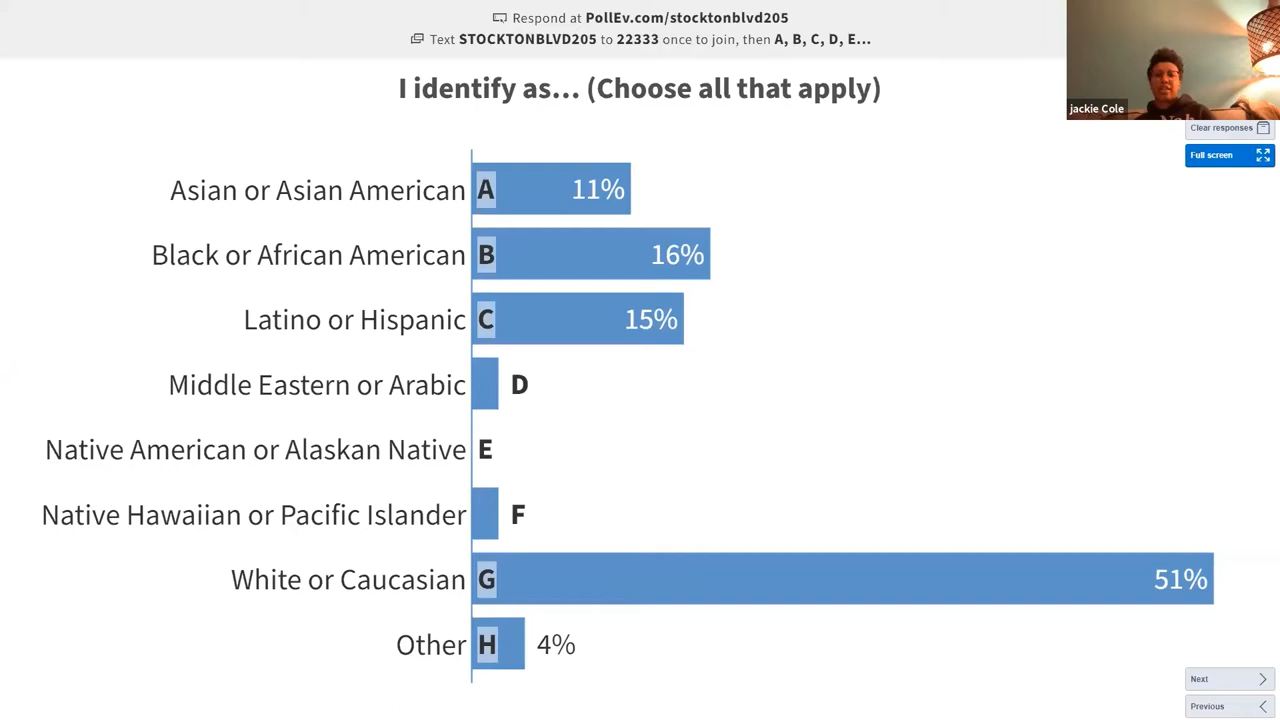 Respond at PollEv.com/stocktonblvd205
Text STOCKTONBLVD205 to 22333 once to join, then A, B, C, D, E...
I identify as... (Choose all that apply)
jackie Cole
Clear responses
Full screen
Asian or Asian American A 11%
Black or African American B 16%
Latino or Hispanic C 15%
Middle Eastern or Arabic D
Native American or Alaskan Native E
Native Hawaiian or Pacific Islander F
White or Caucasian G 51%
Other H 4%
Next
Previous